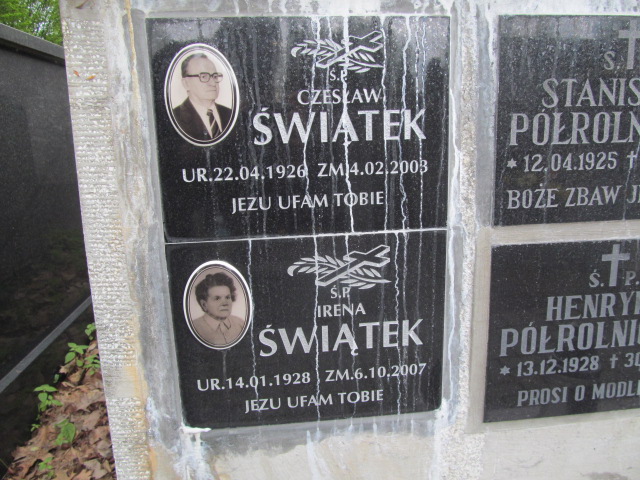 Ś.P.
CZESŁAW
ŚWIĄTEK
UR.22.04.1926 ZM.4.02.2003
JEZU UFAM TOBIE
Ś.P.
IRENA
ŚWIĄTEK
UR.14.01.1928 ZM.6.10.2007
JEZU UFAM TOBIE
Ś.
STANIS
PÓŁROLN
* 12.04.1925 +
BOŻE ZBAW
Ś.P.
HENRY
PÓŁROLNI
* 13.12.1928 + 30
PROSI O MODL